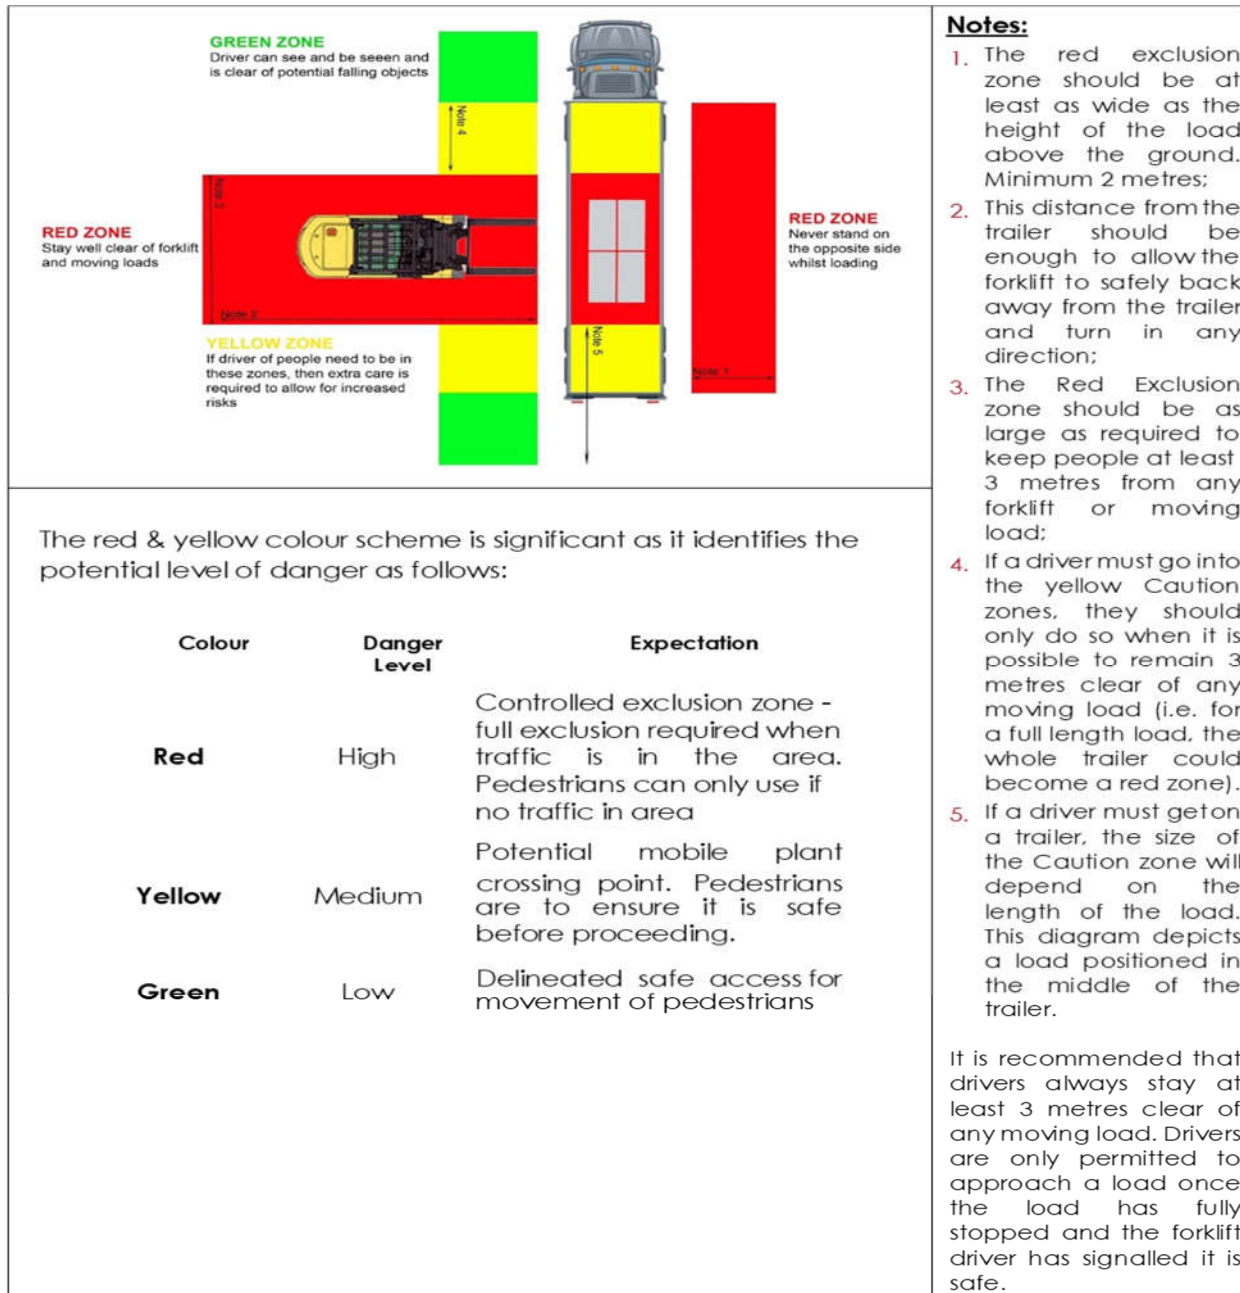 GREEN ZONE
Driver can see and be seeen and
is clear of potential falling objects
Note 4
Note 3
RED ZONE
Stay well clear of forklift
and moving loads
RED ZONE
Never stand on
the opposite side
whilst loading
Note 2
YELLOW ZONE
If driver of people need to be in
these zones, then extra care is
required to allow for increased
risks
Note 5
Note 1
The red & yellow colour scheme is significant as it identifies the
potential level of danger as follows:
Colour
Danger
Level
Expectation
Red
High
Controlled exclusion zone -
full exclusion required when
traffic is in the area.
Pedestrians can only use if
no traffic in area
Yellow
Medium
Potential mobile plant
crossing point. Pedestrians
are to ensure it is safe
before proceeding.
Green
Low
Delineated safe access for
movement of pedestrians
Notes:
1. The red exclusion
zone should be at
least as wide as the
height of the load
above the ground.
Minimum 2 metres;
2. This distance from the
trailer should be
enough to allow the
forklift to safely back
away from the trailer
and turn in any
direction;
3. The Red Exclusion
zone should be as
large as required to
keep people at least
3 metres from any
forklift or moving
load;
4. If a driver must go into
the yellow Caution
zones, they should
only do so when it is
possible to remain 3
metres clear of any
moving load (i.e. for
a full length load, the
whole trailer could
become a red zone).
5. If a driver must get on
a trailer, the size of
the Caution zone will
depend on the
length of the load.
This diagram depicts
a load positioned in
the middle of the
trailer.
It is recommended that
drivers always stay at
least 3 metres clear of
any moving load. Drivers
are only permitted to
approach a load once
the load has fully
stopped and the forklift
driver has signalled it is
safe.